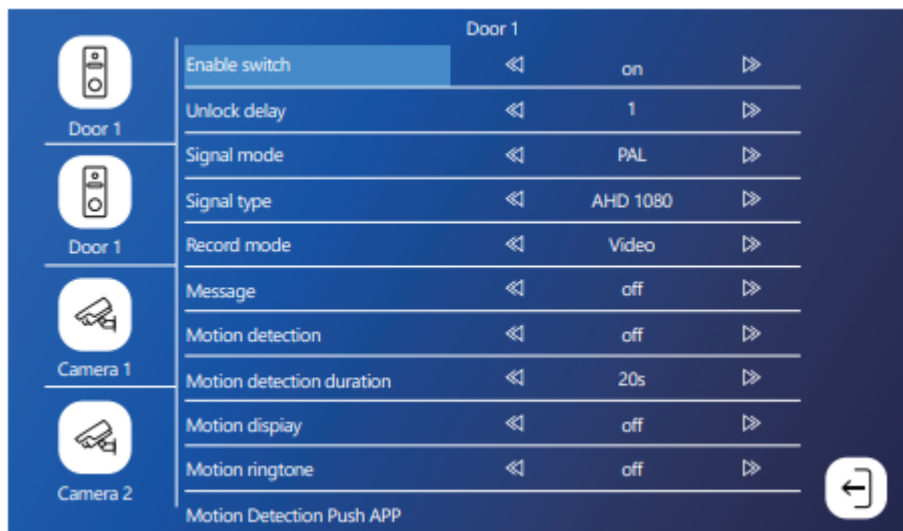 Door 1
Door 1
Door 1
Camera 1
Camera 2
Enable switch on
Unlock delay 1
Signal mode PAL
Signal type AHD 1080
Record mode Video
Message off
Motion detection off
Motion detection duration 20s
Motion display off
Motion ringtone off
Motion Detection Push APP